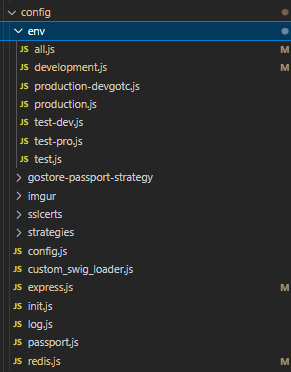 config
env
JS all.js
JS development.js M
JS production-devgotc.js
JS production.js
JS test-dev.js
JS test-pro.js
JS test.js
gostore-passport-strategy
imgur
sslcerts
strategies
JS config.js
JS custom_swig_loader.js
JS express.js M
JS init.js
JS log.js
JS passport.js
JS redis.js M